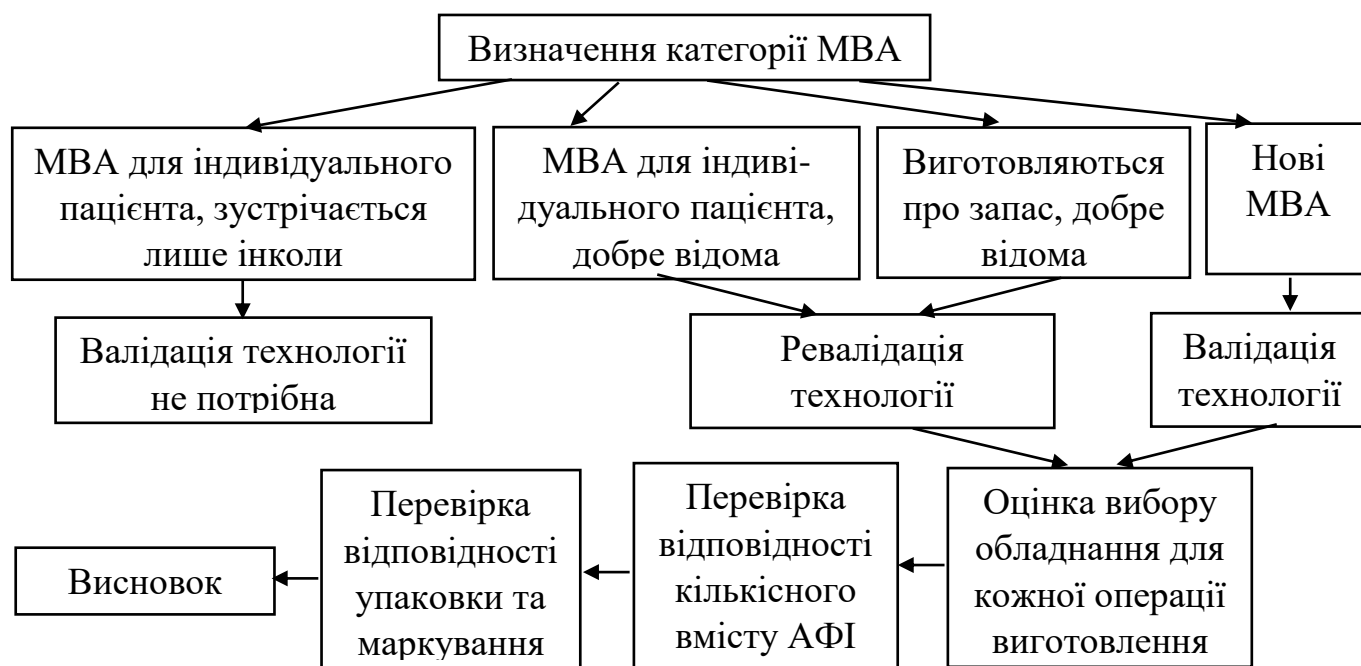 Визначення категорії МВА
МВА для індивідуального
пацієнта, зустрічається
лише інколи
МВА для індиві-
дуального пацієнта,
добре відома
Виготовляються
про запас, добре
відома
Нові
МВА
Валідація технології
не потрібна
Ревалідація
технології
Валідація
технології
Оцінка вибору
обладнання для
кожної операції
виготовлення
Перевірка
відповідності
кількісного
вмісту АФІ
Перевірка
відповідності
упаковки та
маркування
Висновок